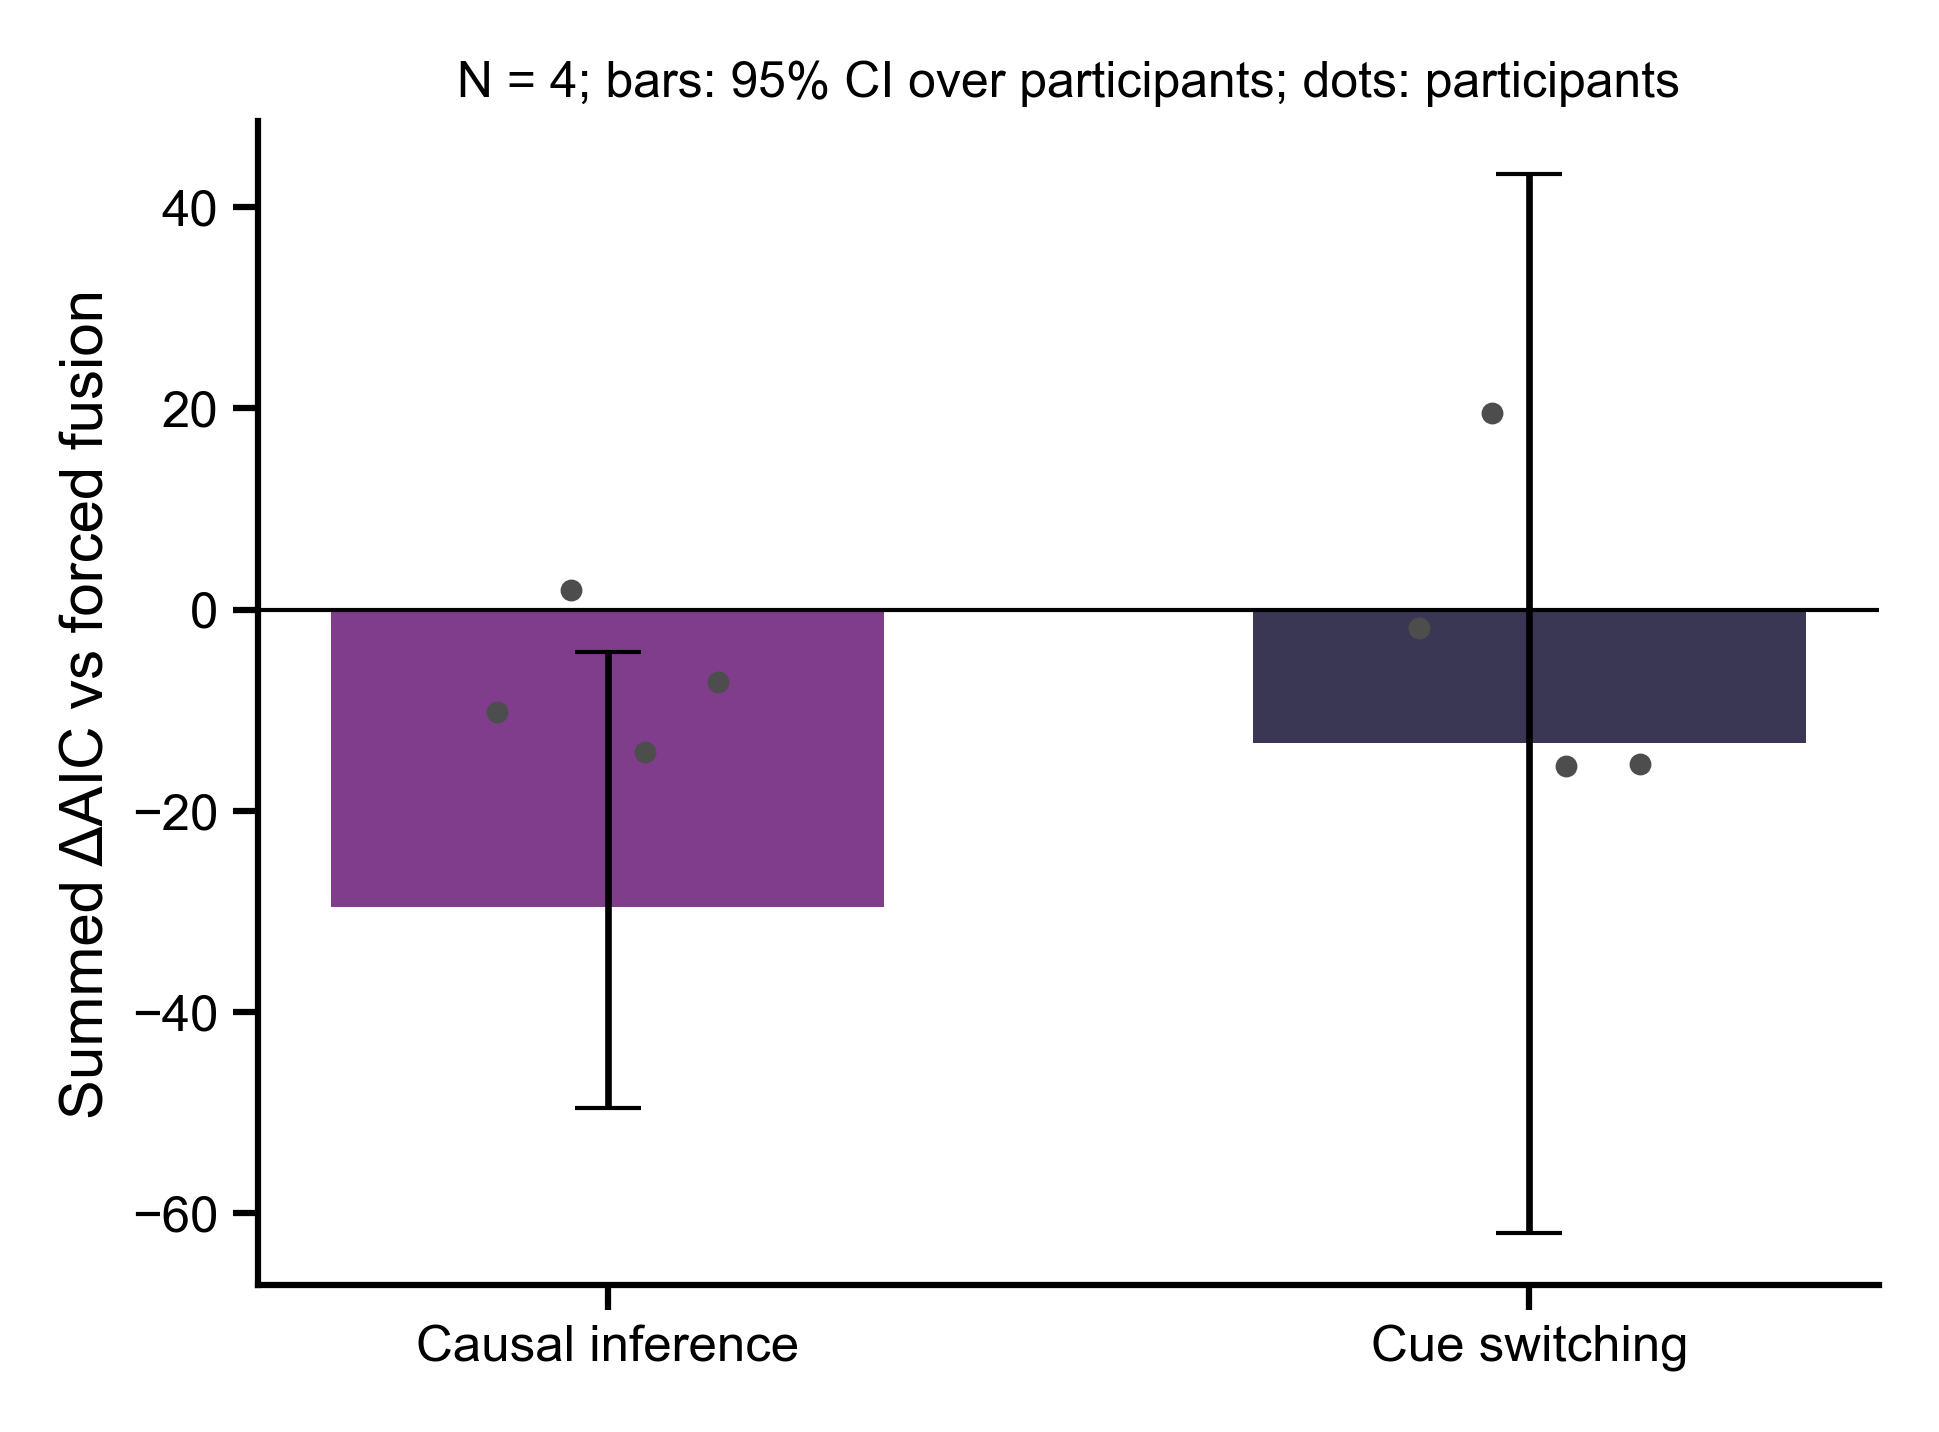 N = 4; bars: 95% CI over participants; dots: participants
Summed ΔAIC vs forced fusion
40
20
0
−20
−40
−60
Causal inference
Cue switching